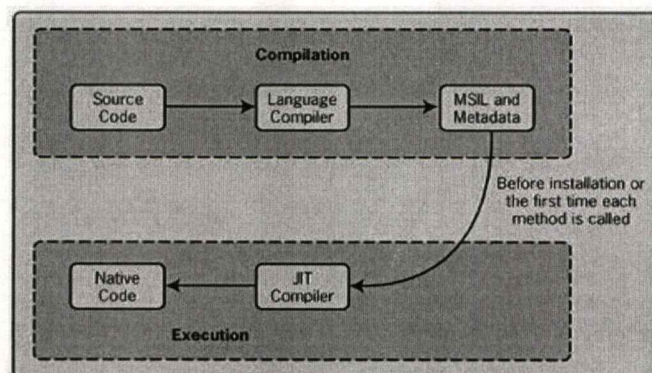 Compilation
Source
Code
Language
Compiler
MSIL and
Metadata
Before installation or
the first time each
method is called
Native
Code
JIT
Compiler
Execution